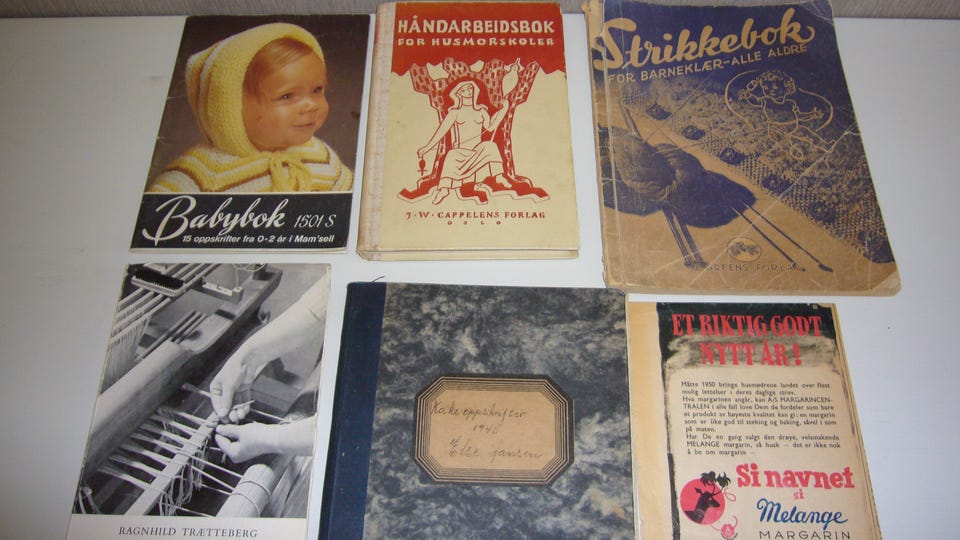 Babybok 1501 S
15 oppskrifter fra 0-2 år i Mam'sell
HÅNDARBEIDSBOK
FOR HUSMORSKOLER
J·W·CAPPELENS FORLAG
OSLO
Strikkebok
FOR BARNEKLÆR-ALLE ALDRE
FORLAG
RAGNHILD TRÆTTEBERG
Kake oppskrifter
1945
Else Jansen
ET RIKTIG GODT
NYTT ÅR!
Måtte 1950 bringe husmødrene landet over flest
mulig lettelser i deres daglige strev.
Hva margarinen angår, kan A/S MARGARINCEN-
TRALEN i alle fall love Dem de fordeler som bare
et produkt av høyeste kvalitet kan gi: en margarin
som er like god til steking og baking, såvel i som
på maten.
Har De en gang valgt den drøye, velsmakende
MELANGE margarin, så husk — det er ikke nok
å be om margarin —
Si navnet
si
Melange
MARGARIN